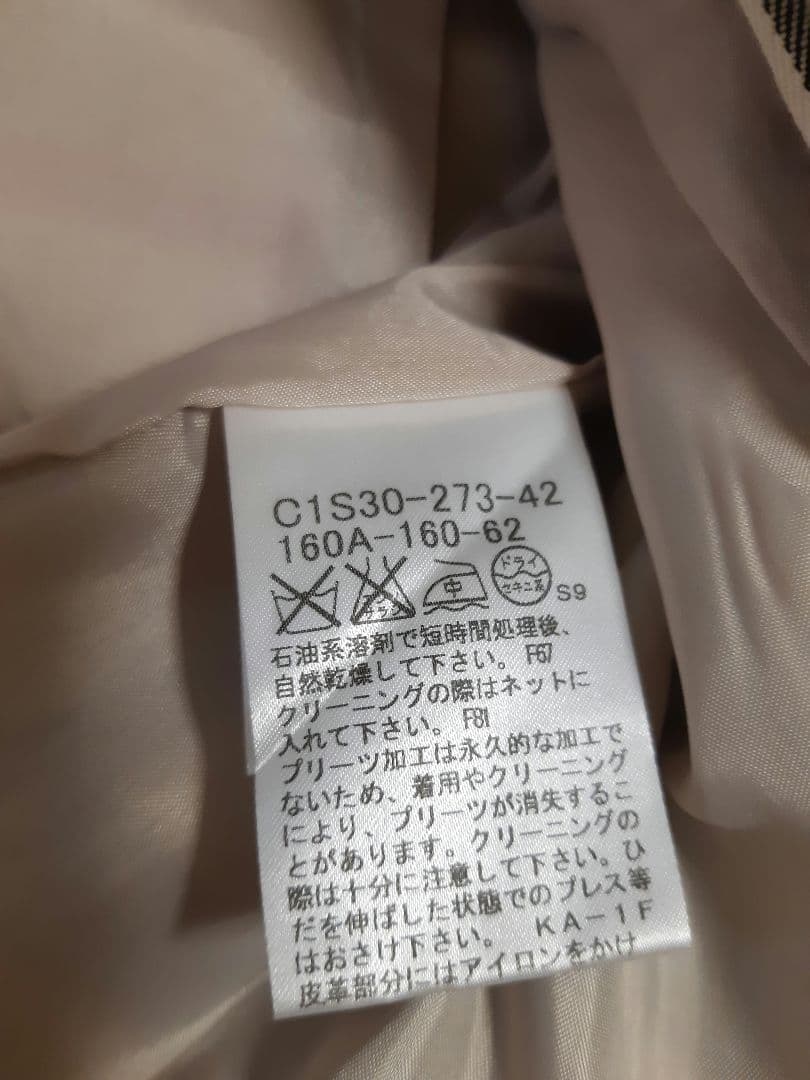 C1S30-273-42
160A-160-62
エンソ
サラシ
中
ドライ
セキユ系
S9
石油系溶剤で短時間処理後、
自然乾燥して下さい。 F67
クリーニングの際はネットに
入れて下さい。 F81
プリーツ加工は永久的な加工で
ないため、着用やクリーニング
により、プリーツが消失するこ
とがあります。クリーニングの
際は十分に注意して下さい。ひ
だを伸ばした状態でのプレス等
はおさけ下さい。 KA-1F
皮革部分にはアイロンをかけ